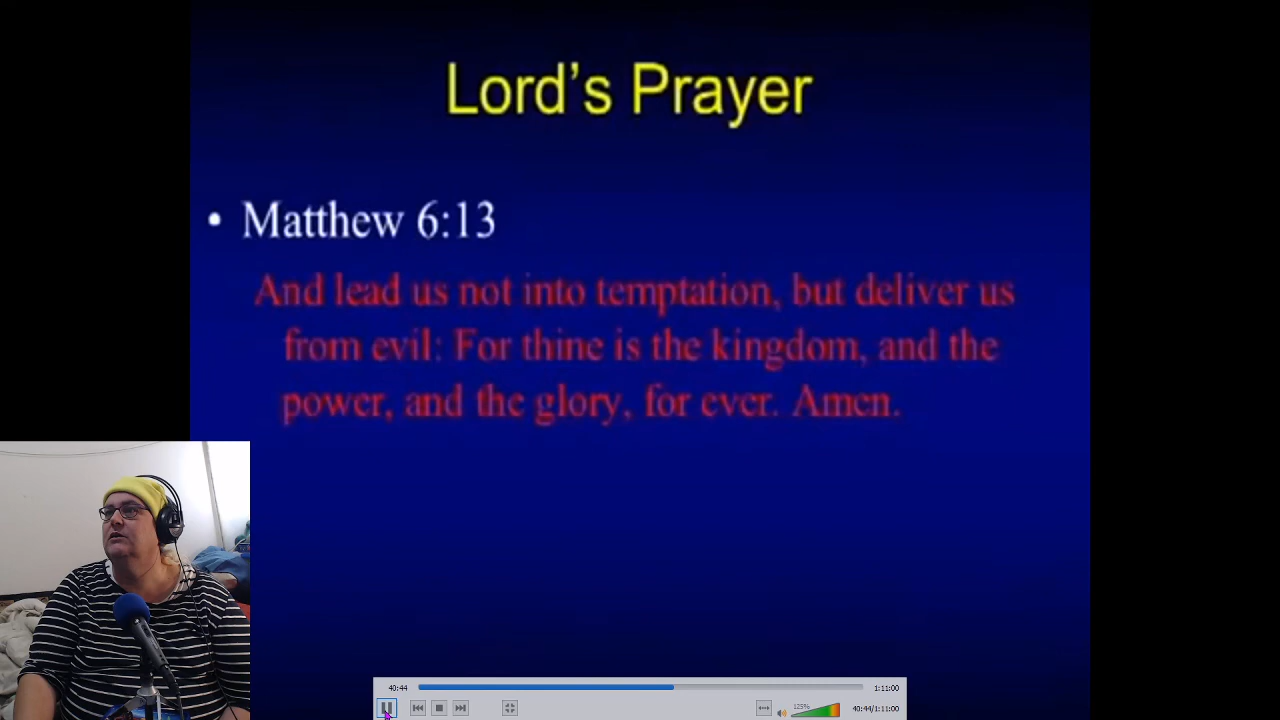 Lord's Prayer
• Matthew 6:13
And lead us not into temptation, but deliver us
from evil: For thine is the kingdom, and the
power, and the glory, for ever. Amen.
40:44
1:11:00
125%
40:44/1:11:00